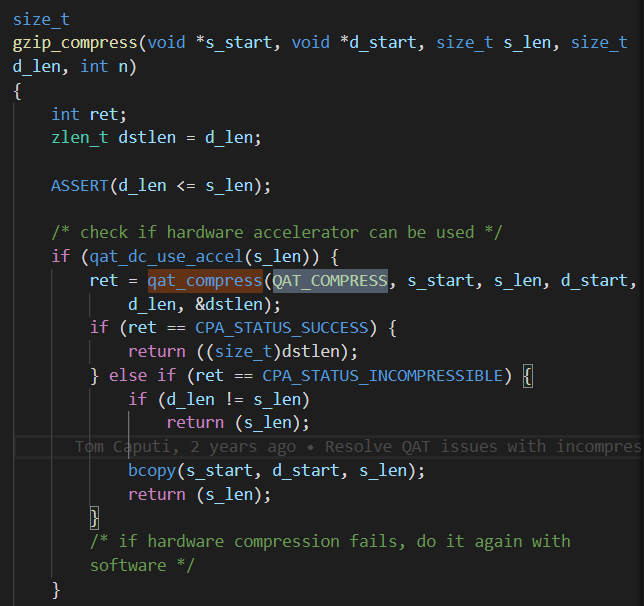 size_t
gzip_compress(void *s_start, void *d_start, size_t s_len, size_t
d_len, int n)
{
int ret;
zlen_t dstlen = d_len;
ASSERT(d_len <= s_len);
/* check if hardware accelerator can be used */
if (qat_dc_use_accel(s_len)) {
ret = qat_compress(QAT_COMPRESS, s_start, s_len, d_start,
d_len, &dstlen);
if (ret == CPA_STATUS_SUCCESS) {
return ((size_t)dstlen);
} else if (ret == CPA_STATUS_INCOMPRESSIBLE) {
if (d_len != s_len)
return (s_len);
Tom Caputi, 2 years ago • Resolve QAT issues with incompres
bcopy(s_start, d_start, s_len);
return (s_len);
}
/* if hardware compression fails, do it again with
software */
}